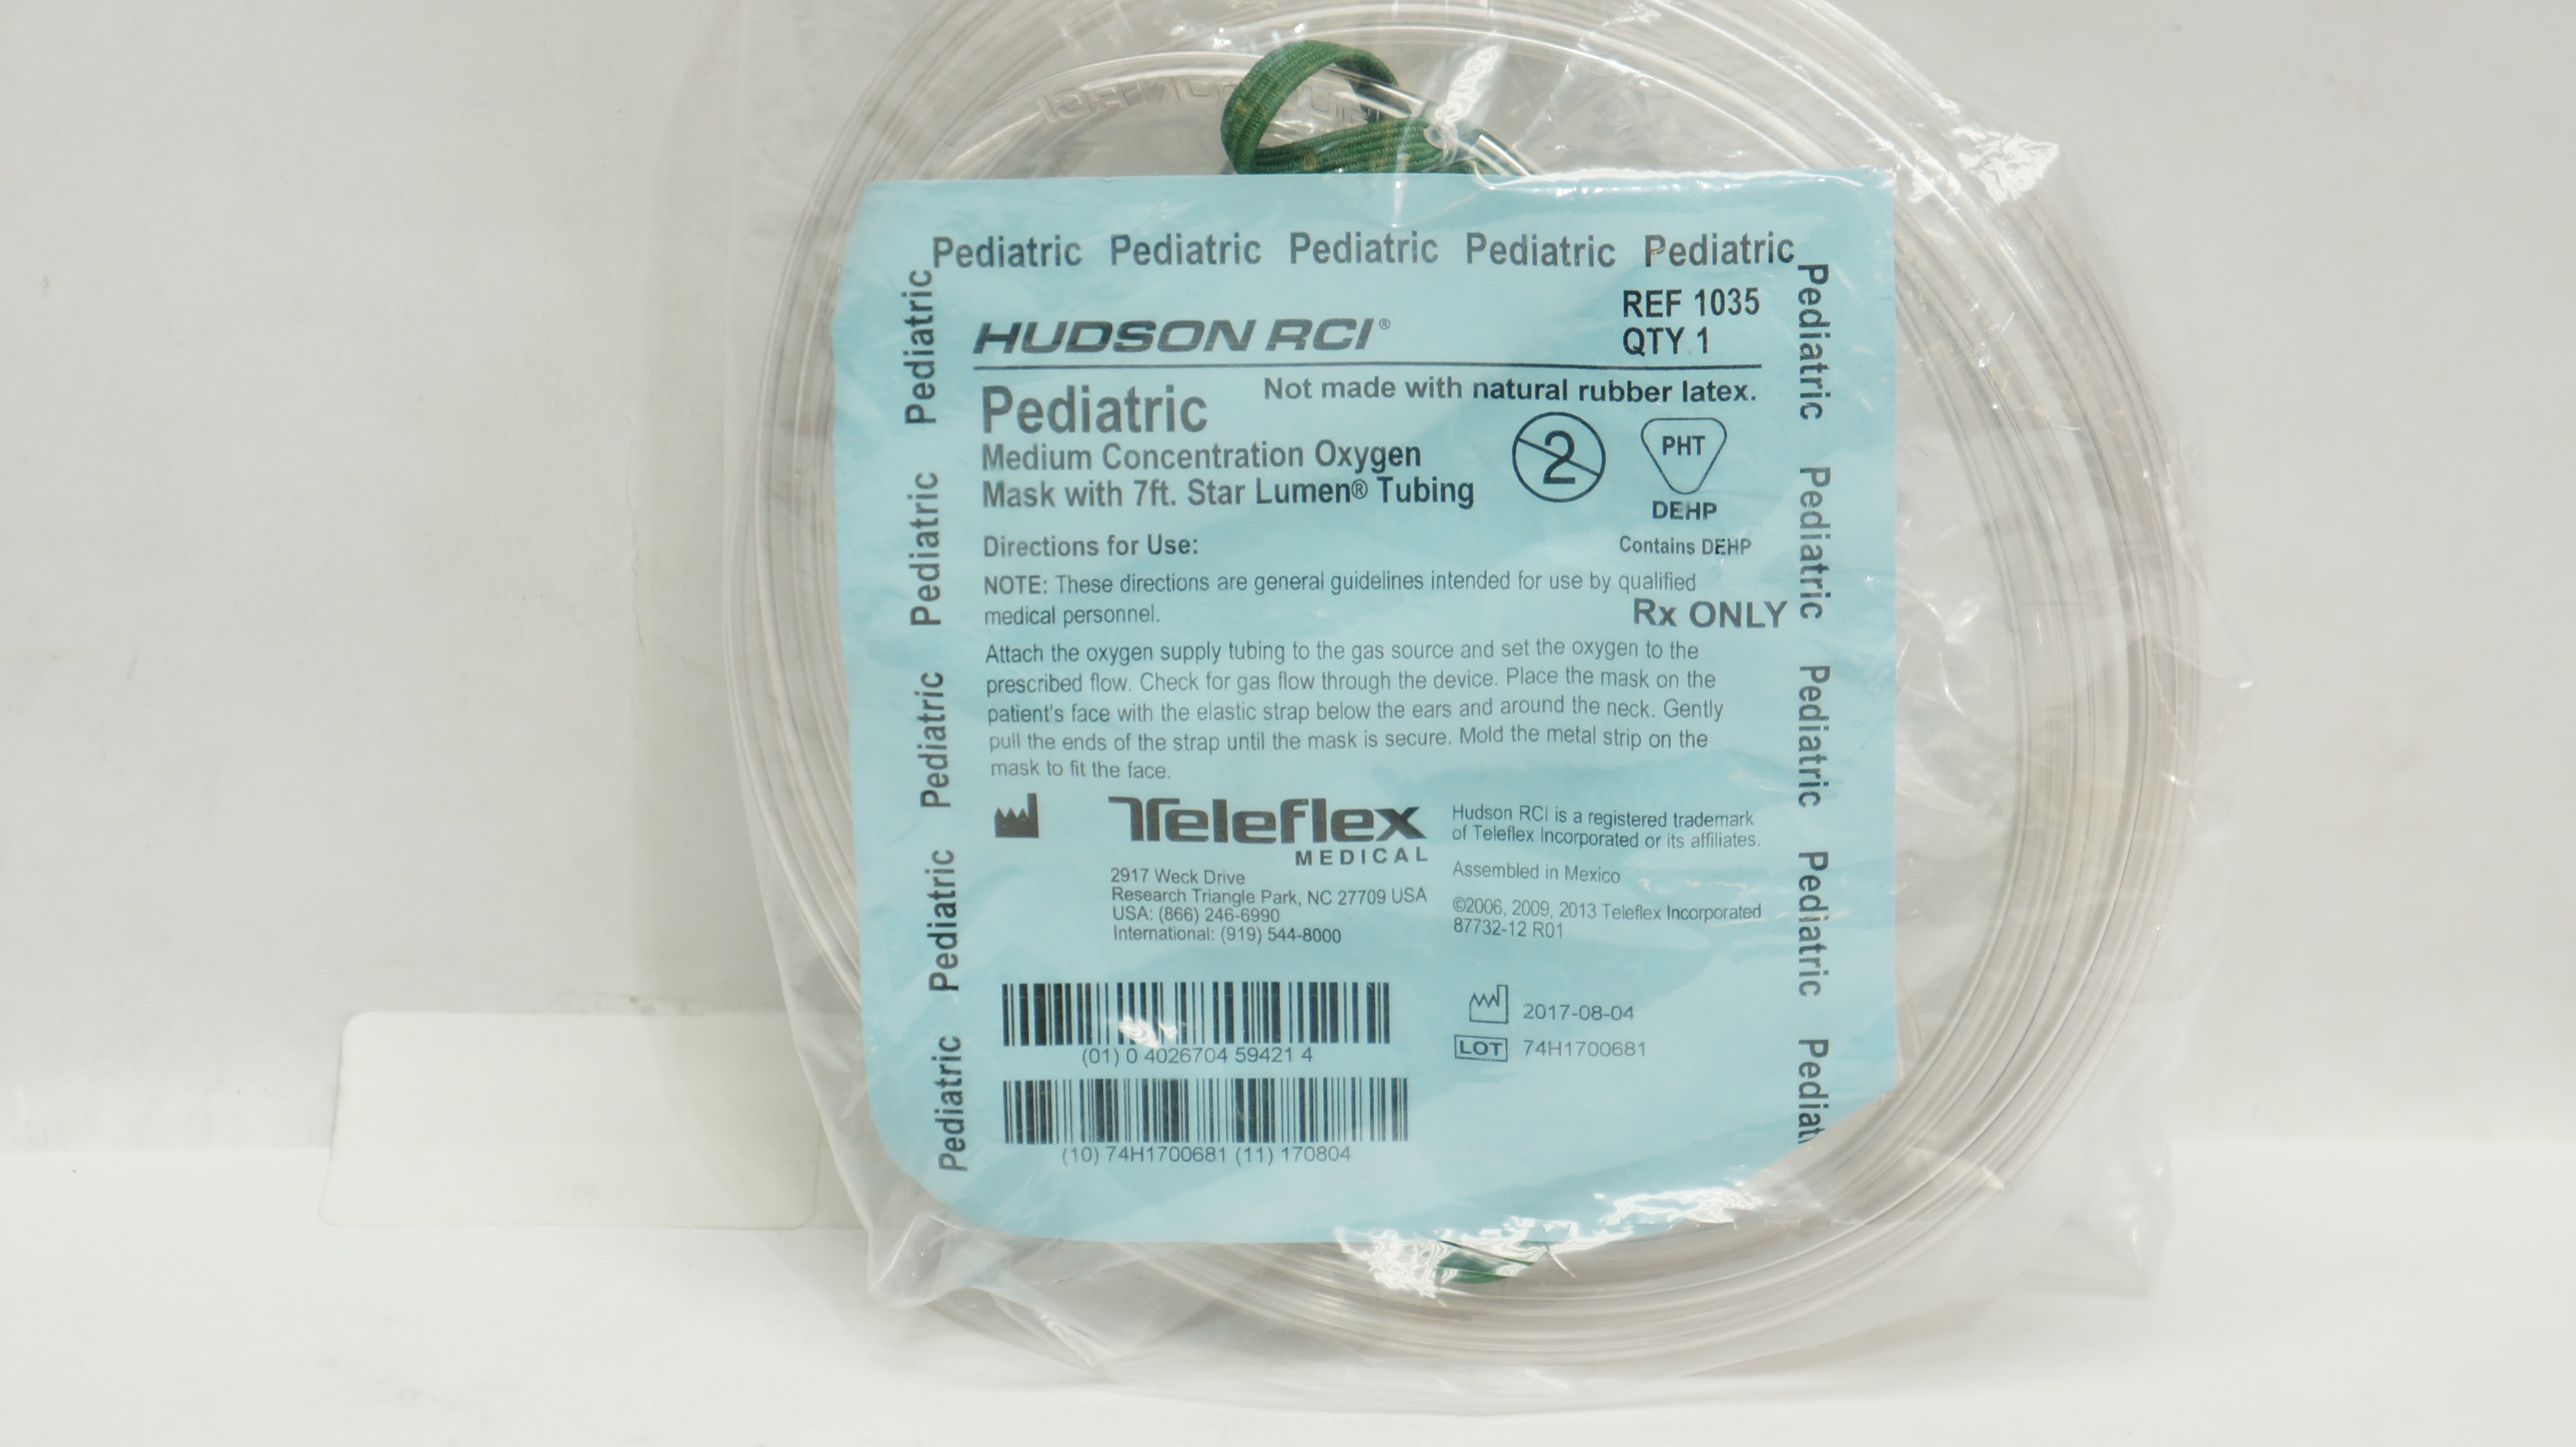 Pediatric Pediatric Pediatric Pediatric Pediatric
Pediatric
Pediatric
Pediatric
Pediatric
Pediatric
Pediatric
Pediatric
Pediatric
Pediatric
Pediat
HUDSON RCI®
REF 1035
QTY 1
Not made with natural rubber latex.
Pediatric
Medium Concentration Oxygen
Mask with 7ft. Star Lumen® Tubing
2
PHT
DEHP
Contains DEHP
Directions for Use:
NOTE: These directions are general guidelines intended for use by qualified
medical personnel.
Rx ONLY
Attach the oxygen supply tubing to the gas source and set the oxygen to the
prescribed flow. Check for gas flow through the device. Place the mask on the
patient's face with the elastic strap below the ears and around the neck. Gently
pull the ends of the strap until the mask is secure. Mold the metal strip on the
mask to fit the face.
Teleflex
MEDICAL
2917 Weck Drive
Research Triangle Park, NC 27709 USA
USA: (866) 246-6990
International: (919) 544-8000
Hudson RCI is a registered trademark
of Teleflex Incorporated or its affiliates.
Assembled in Mexico
©2006, 2009, 2013 Teleflex Incorporated
87732-12 R01
(01) 0 4026704 59421 4
2017-08-04
LOT 74H1700681
(10) 74H1700681 (11) 170804